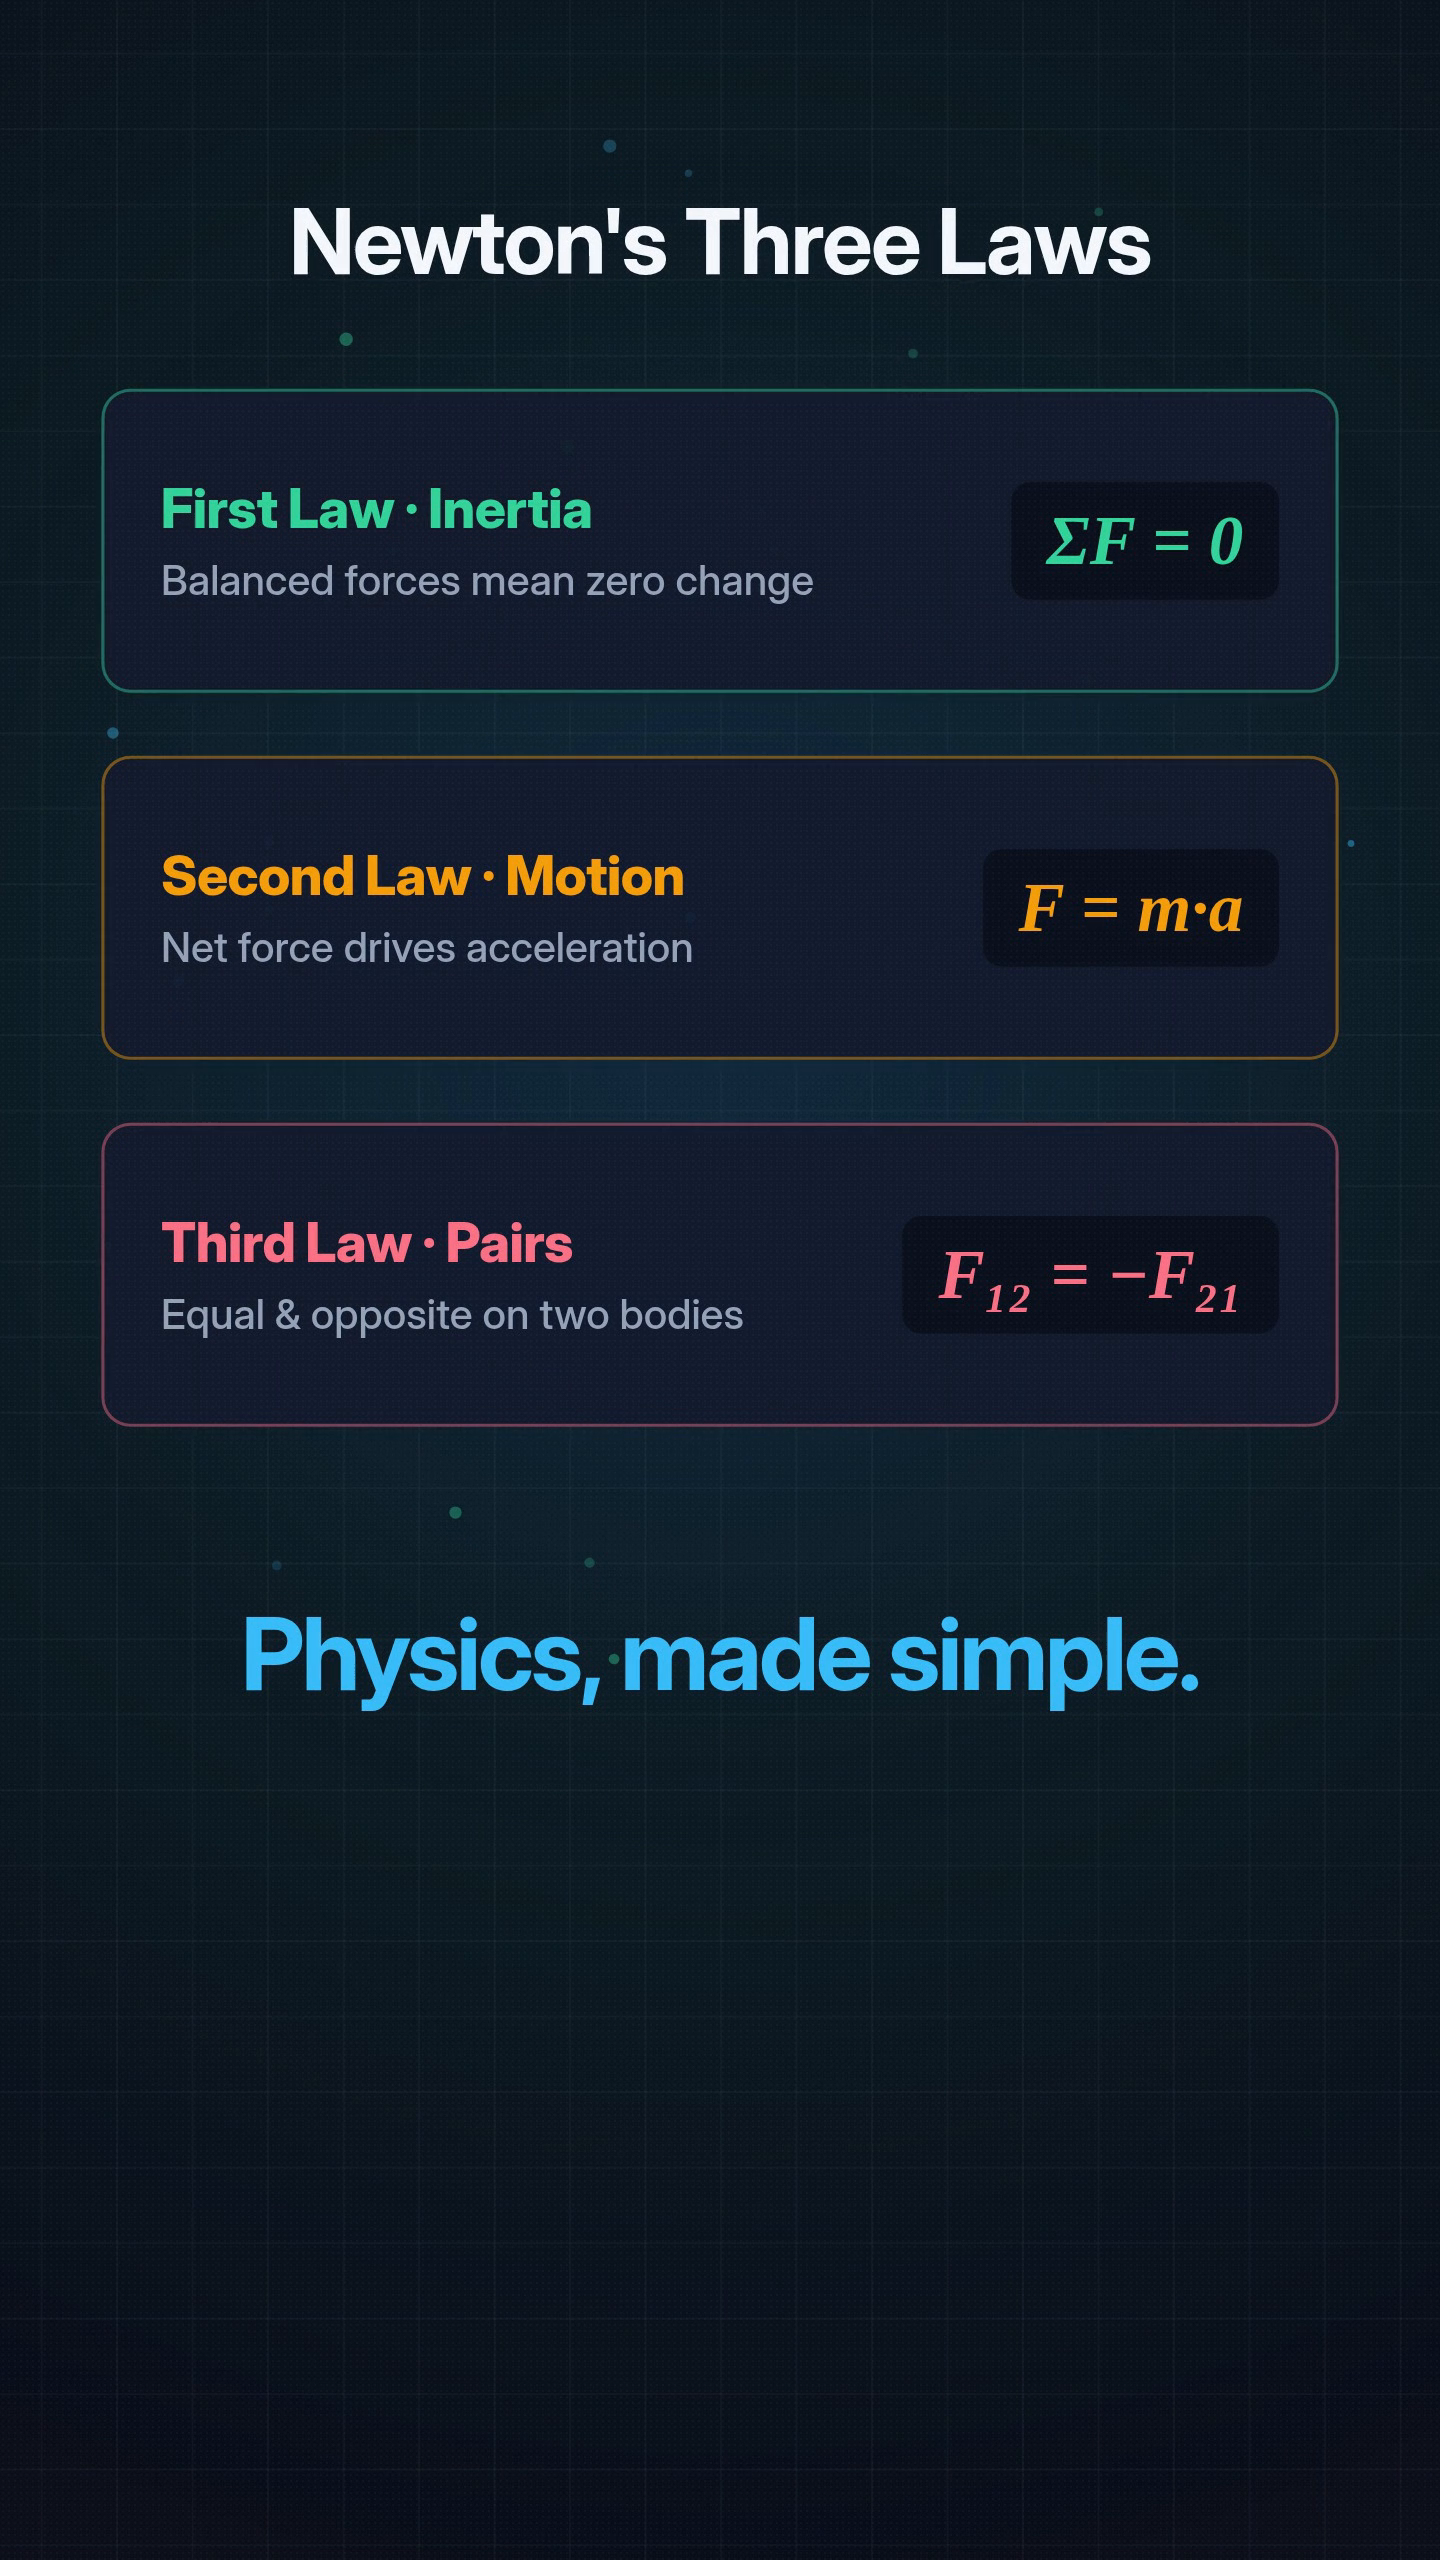 Newton's Three Laws
First Law · Inertia
Balanced forces mean zero change
ΣF = 0
Second Law · Motion
Net force drives acceleration
F = m·a
Third Law · Pairs
Equal & opposite on two bodies
F₁₂ = −F₂₁
Physics, made simple.